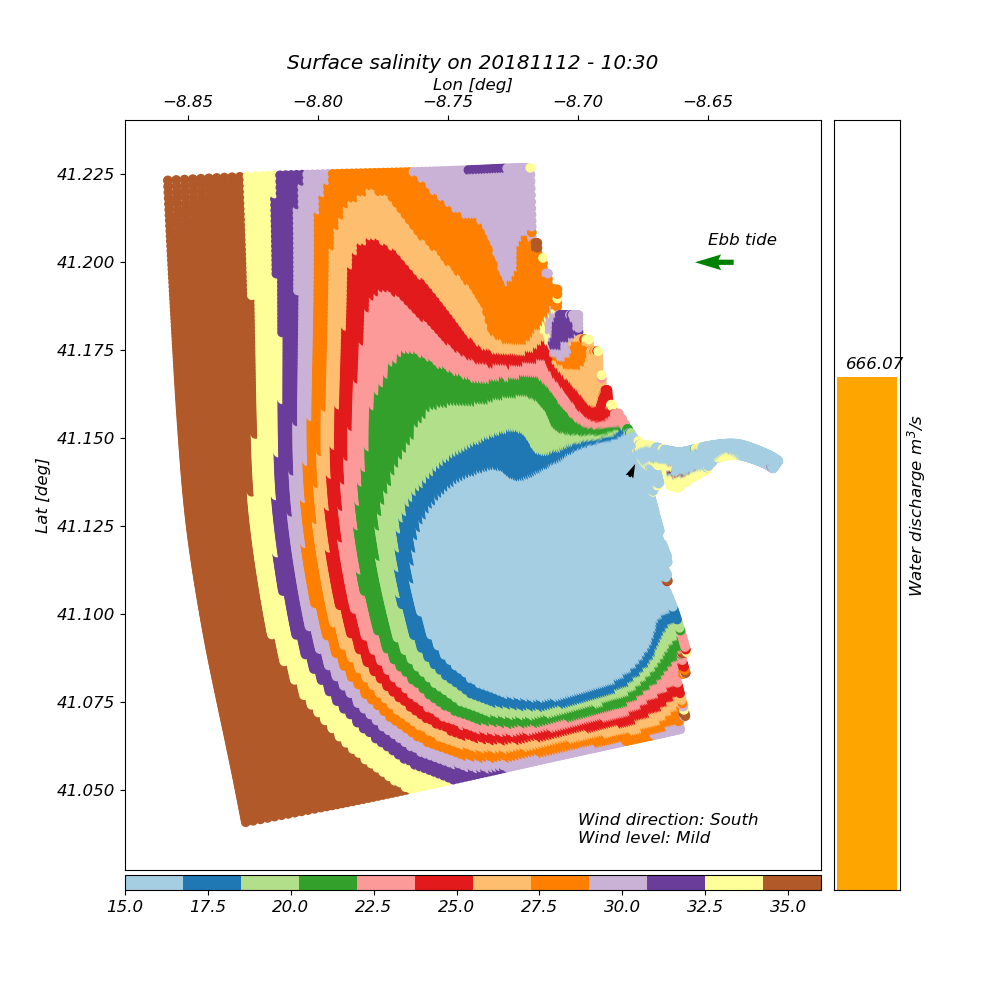 Surface salinity on 20181112 - 10:30
Lon [deg]
−8.85 −8.80 −8.75 −8.70 −8.65
41.225
41.200
41.175
41.150
41.125
41.100
41.075
41.050
Lat [deg]
Ebb tide
666.07
Water discharge m³/s
Wind direction: South
Wind level: Mild
15.0 17.5 20.0 22.5 25.0 27.5 30.0 32.5 35.0